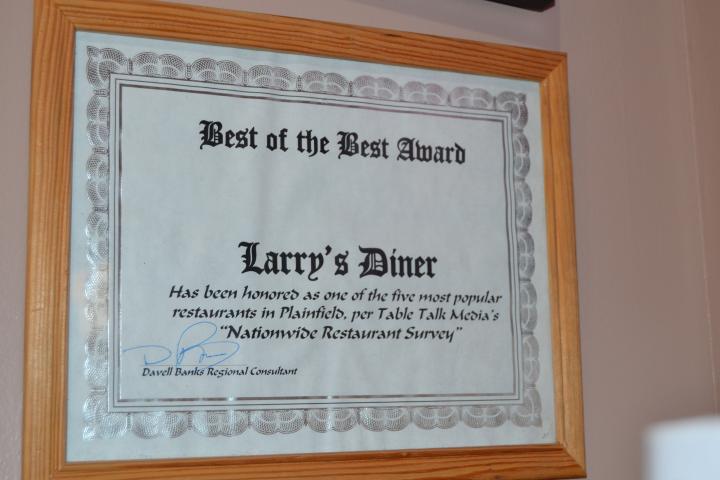 Best of the Best Award
Larry's Diner
Has been honored as one of the five most popular
restaurants in Plainfield, per Table Talk Media's
"Nationwide Restaurant Survey"
Davell Banks Regional Consultant